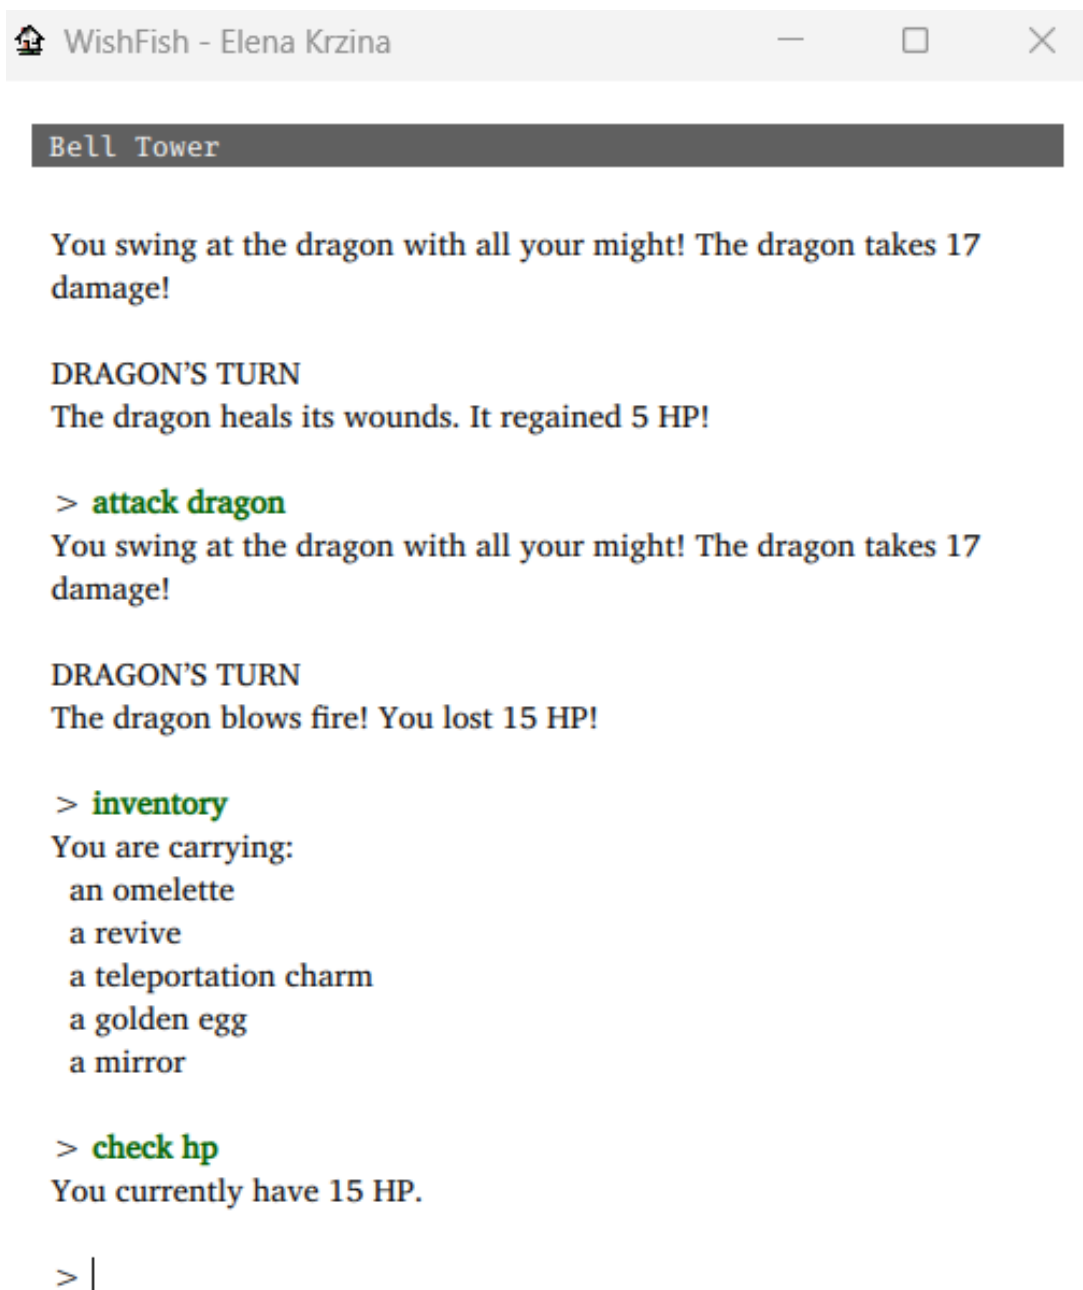 WishFish - Elena Krzina
Bell Tower
You swing at the dragon with all your might! The dragon takes 17
damage!
DRAGON’S TURN
The dragon heals its wounds. It regained 5 HP!
> attack dragon
You swing at the dragon with all your might! The dragon takes 17
damage!
DRAGON’S TURN
The dragon blows fire! You lost 15 HP!
> inventory
You are carrying:
an omelette
a revive
a teleportation charm
a golden egg
a mirror
> check hp
You currently have 15 HP.
>